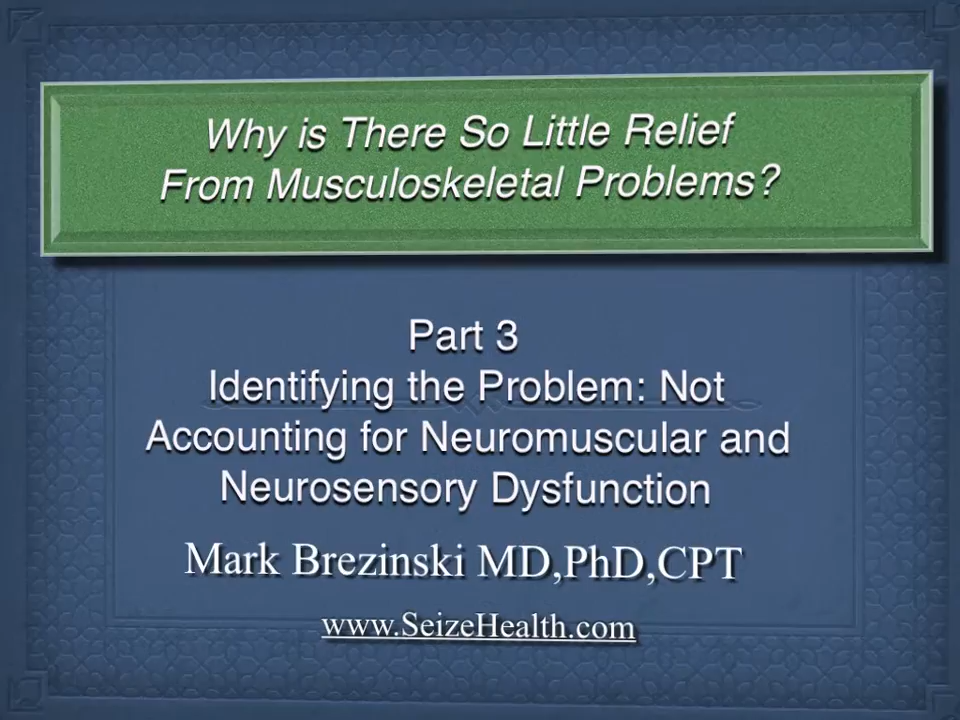 Why is There So Little Relief
From Musculoskeletal Problems?
Part 3
Identifying the Problem: Not
Accounting for Neuromuscular and
Neurosensory Dysfunction
Mark Brezinski MD,PhD,CPT
www.SeizeHealth.com